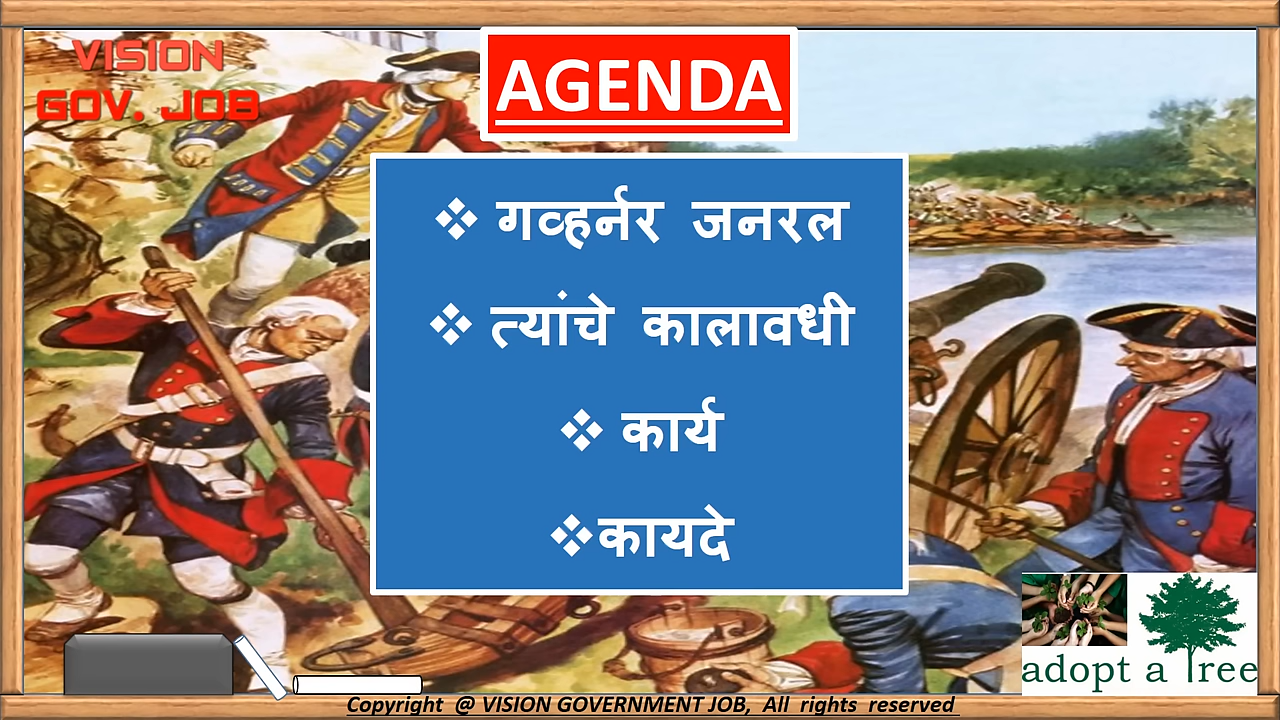 VISION
GOV. JOB
AGENDA
❖ गव्हर्नर जनरल
❖ त्यांचे कालावधी
❖ कार्य
❖कायदे
adopt a Tree
Copyright @ VISION GOVERNMENT JOB, All rights reserved